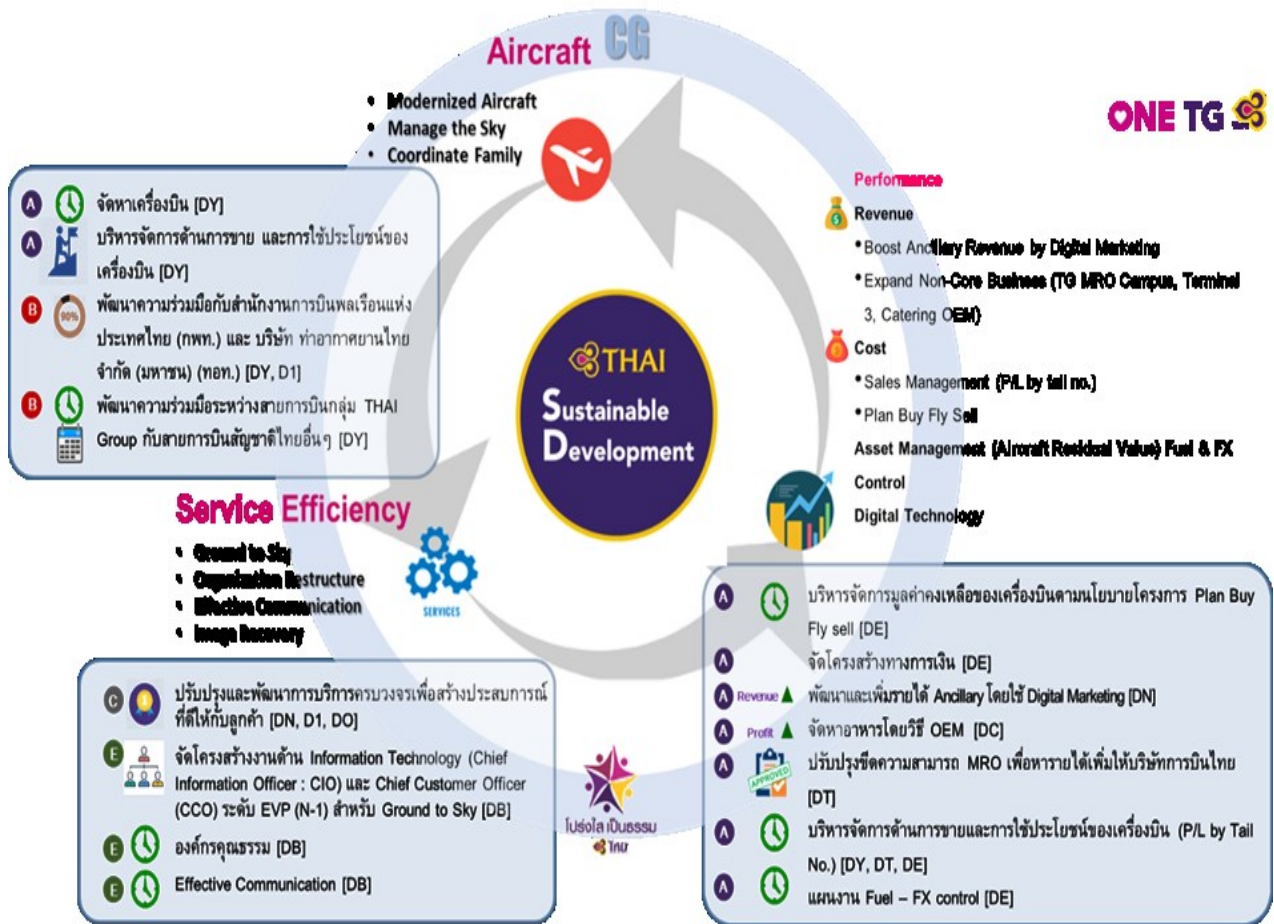 Aircraft CG
• Modernized Aircraft
• Manage the Sky
• Coordinate Family
ONE TG
A จัดหาเครื่องบิน [DY]
A บริหารจัดการด้านการขาย และการใช้ประโยชน์ของ
เครื่องบิน [DY]
B 90% พัฒนาความร่วมมือกับสำนักงานการบินพลเรือนแห่ง
ประเทศไทย (กพท.) และ บริษัท ท่าอากาศยานไทย
จำกัด (มหาชน) (ทอท.) [DY, D1]
B พัฒนาความร่วมมือระหว่างสายการบินกลุ่ม THAI
Group กับสายการบินสัญชาติไทยอื่นๆ [DY]
THAI
Sustainable
Development
Performance
Revenue
• Boost Ancillary Revenue by Digital Marketing
• Expand Non-Core Business (TG MRO Campus, Terminal
3, Catering OEM)
Cost
• Sales Management (P/L by tail no.)
• Plan Buy Fly Sell
Asset Management (Aircraft Residual Value) Fuel & FX
Control
Digital Technology
Service Efficiency
• Ground to Sky
• Organization Restructure
• Effective Communication
• Image Recovery
SERVICES
C ปรับปรุงและพัฒนาการบริการครบวงจรเพื่อสร้างประสบการณ์
ที่ดีให้กับลูกค้า [DN, D1, DO]
E จัดโครงสร้างงานด้าน Information Technology (Chief
Information Officer : CIO) และ Chief Customer Officer
(CCO) ระดับ EVP (N-1) สำหรับ Ground to Sky [DB]
E องค์กรคุณธรรม [DB]
E Effective Communication [DB]
โปร่งใส เป็นธรรม
ไทย
A บริหารจัดการมูลค่าคงเหลือของเครื่องบินตามนโยบายโครงการ Plan Buy
Fly sell [DE]
A จัดโครงสร้างทางการเงิน [DE]
A Revenue ▲ พัฒนาและเพิ่มรายได้ Ancillary โดยใช้ Digital Marketing [DN]
A Profit ▲ จัดหาอาหารโดยวิธี OEM [DC]
A APPROVED ปรับปรุงขีดความสามารถ MRO เพื่อหารายได้เพิ่มให้บริษัทการบินไทย
[DT]
A บริหารจัดการด้านการขายและการใช้ประโยชน์ของเครื่องบิน (P/L by Tail
No.) [DY, DT, DE]
A แผนงาน Fuel – FX control [DE]